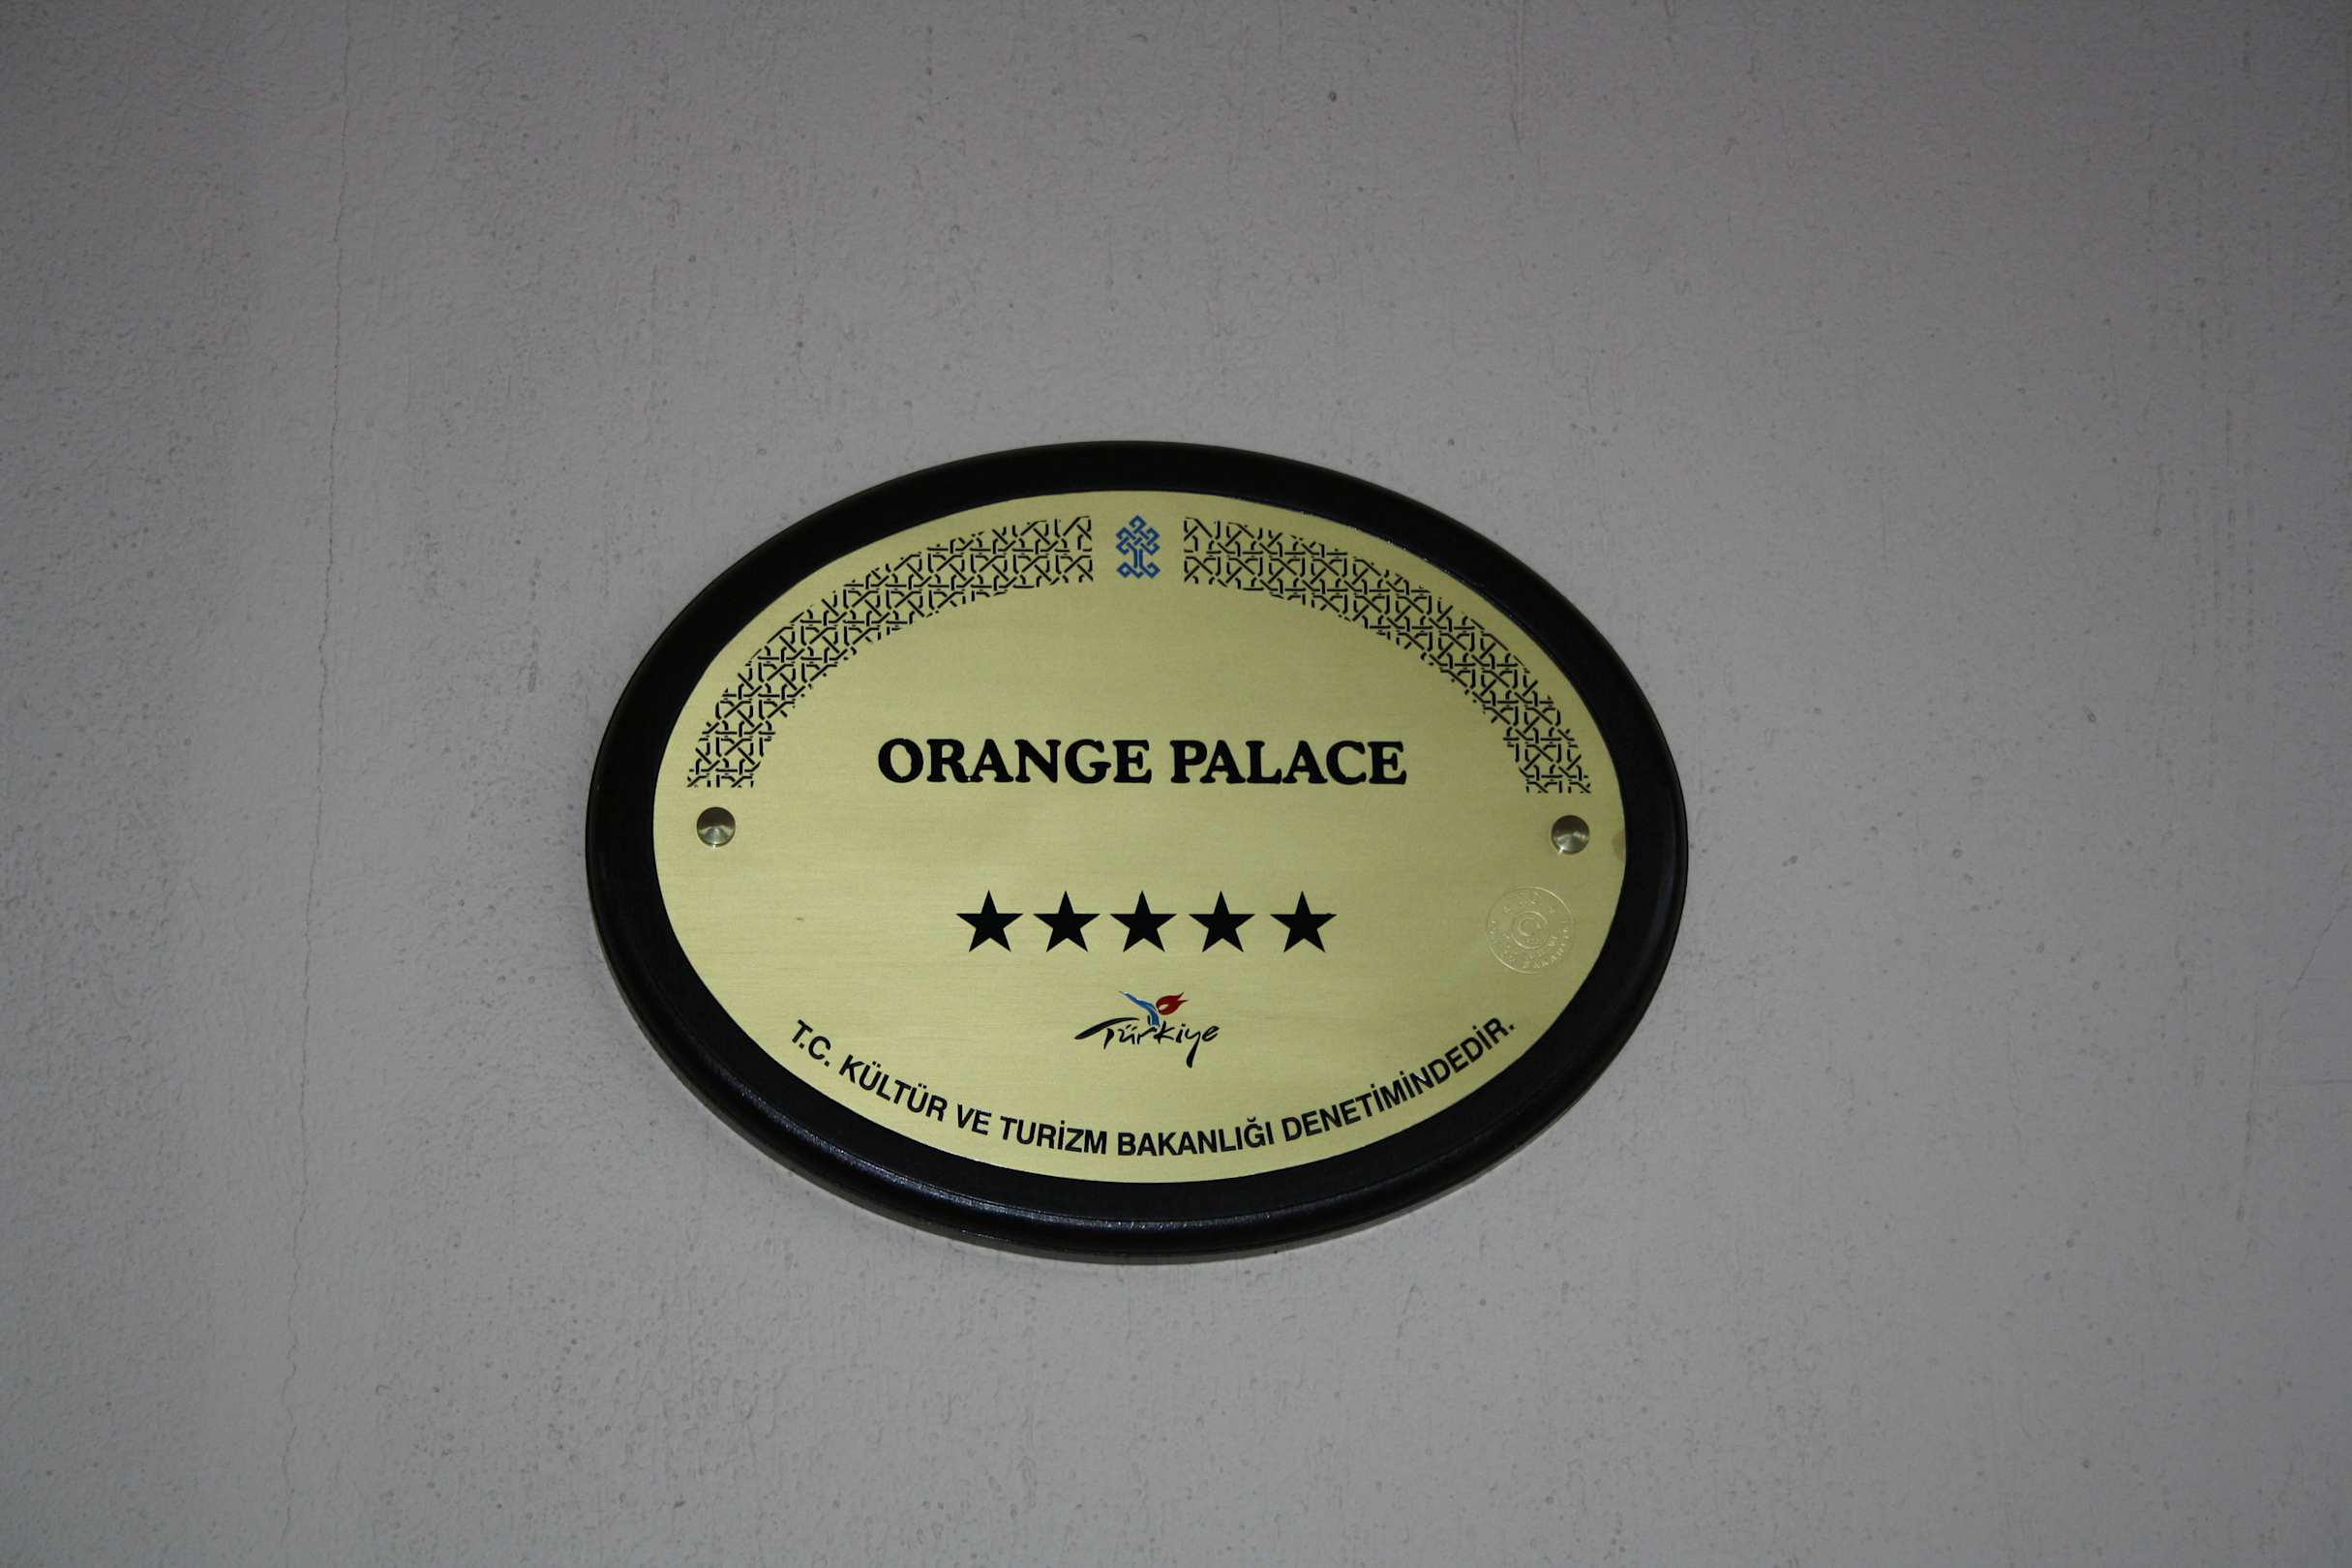 ORANGE PALACE
★★★★★
Türkiye
T.C. KÜLTÜR VE TURİZM BAKANLIĞI DENETİMİNDEDİR.